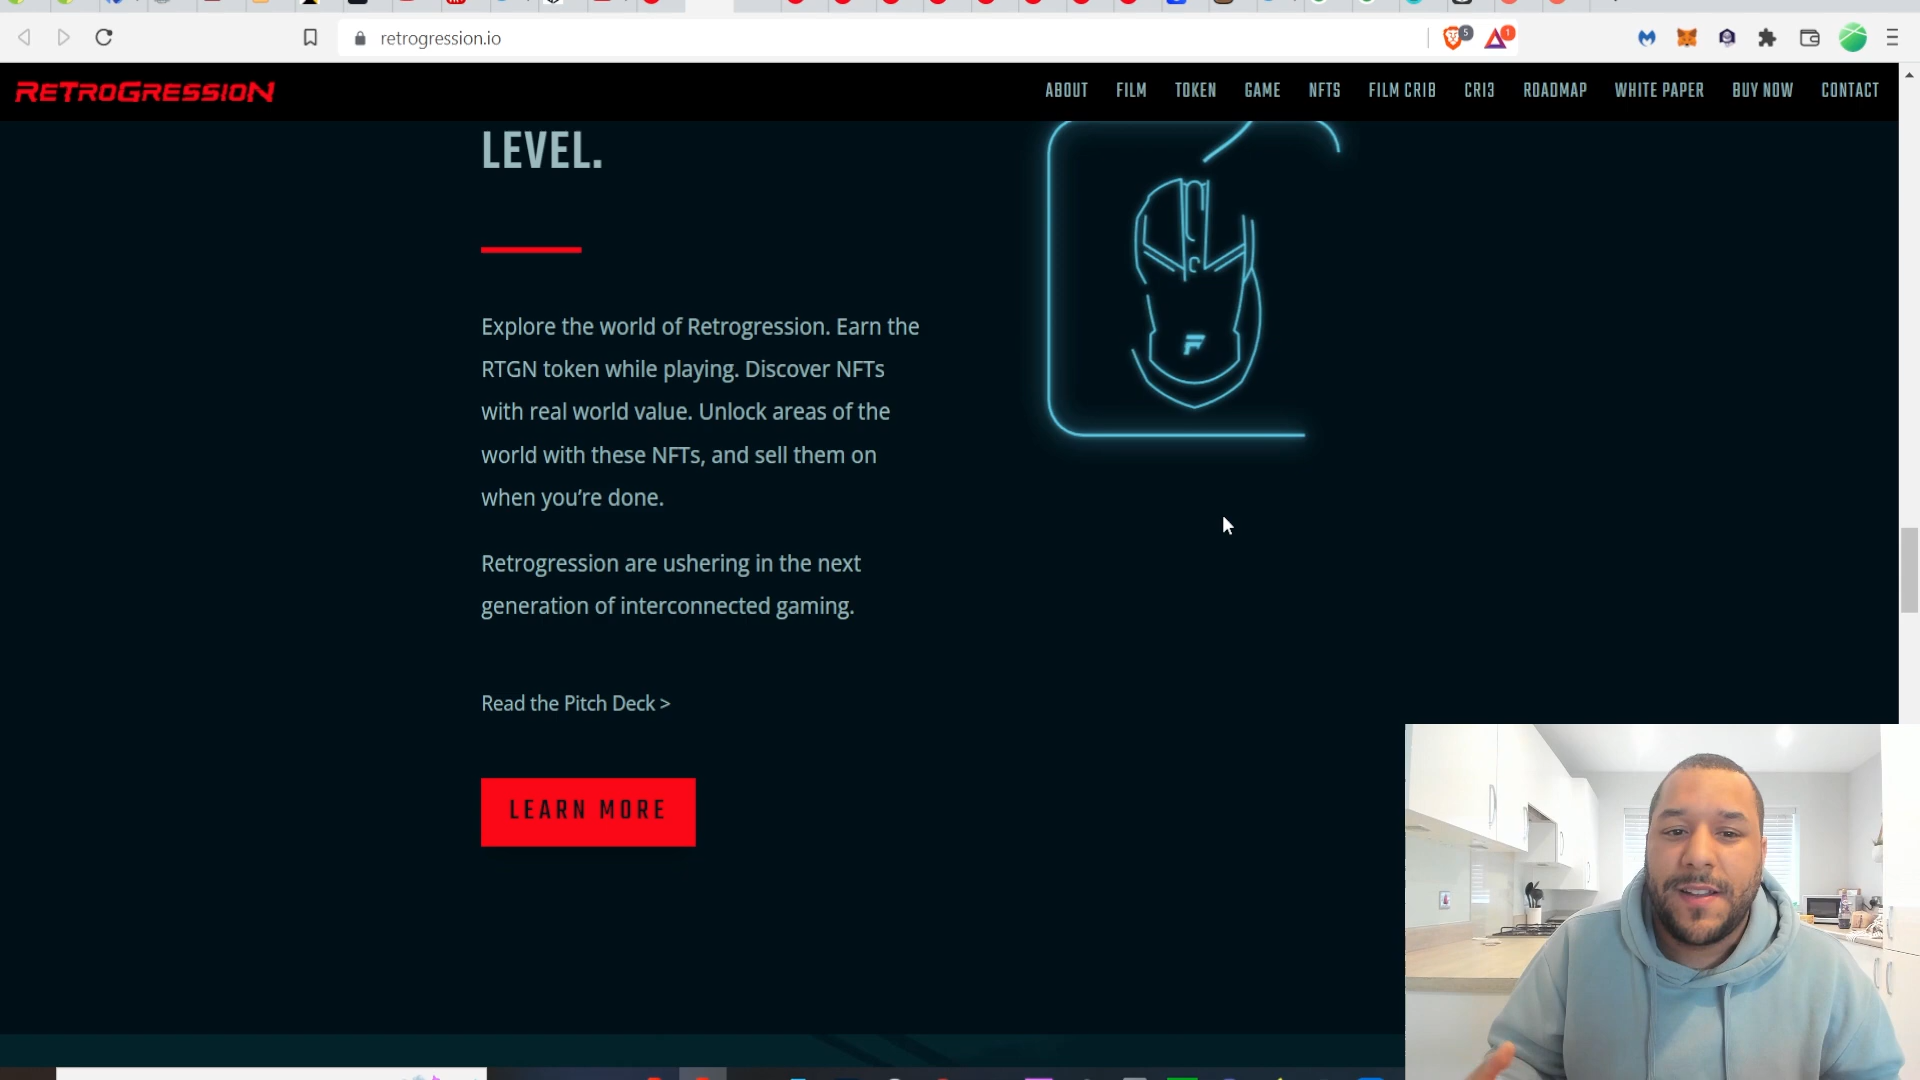 5
1
retrogression.io
RETROGRESSION
ABOUT FILM TOKEN GAME NFTS FILM CRIB CRI3 ROADMAP WHITE PAPER BUY NOW CONTACT
LEVEL.
Explore the world of Retrogression. Earn the
RTGN token while playing. Discover NFTs
with real world value. Unlock areas of the
world with these NFTs, and sell them on
when you’re done.
Retrogression are ushering in the next
generation of interconnected gaming.
Read the Pitch Deck >
LEARN MORE